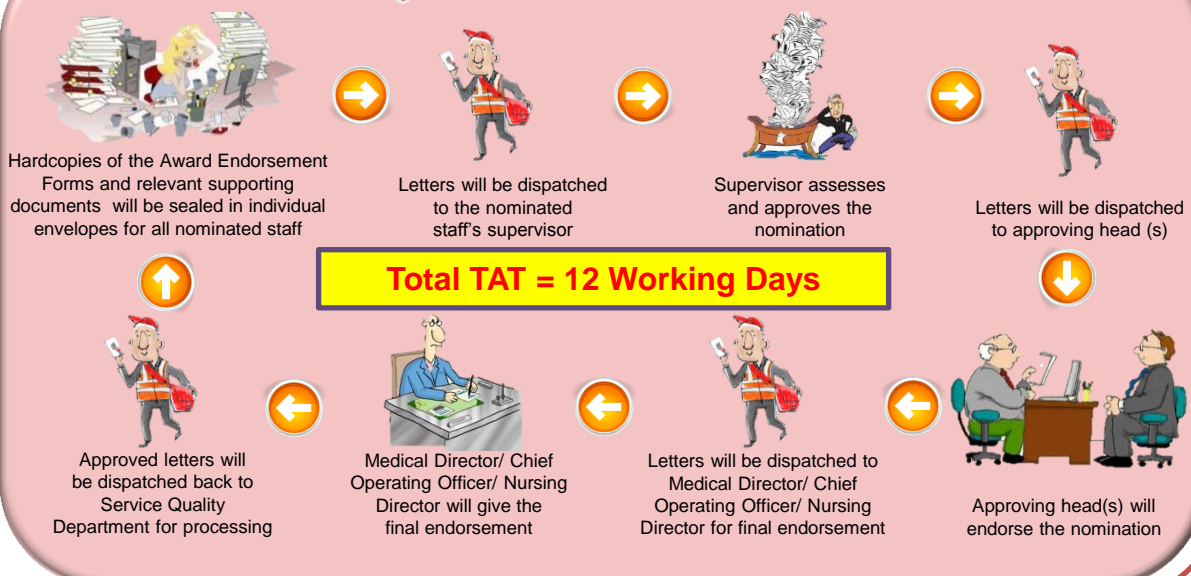 Hardcopies of the Award Endorsement
Forms and relevant supporting
documents will be sealed in individual
envelopes for all nominated staff
Letters will be dispatched
to the nominated
staff's supervisor
Supervisor assesses
and approves the
nomination
Letters will be dispatched
to approving head (s)
Total TAT = 12 Working Days
Approving head(s) will
endorse the nomination
Letters will be dispatched to
Medical Director/ Chief
Operating Officer/ Nursing
Director for final endorsement
Medical Director/ Chief
Operating Officer/ Nursing
Director will give the
final endorsement
Approved letters will
be dispatched back to
Service Quality
Department for processing